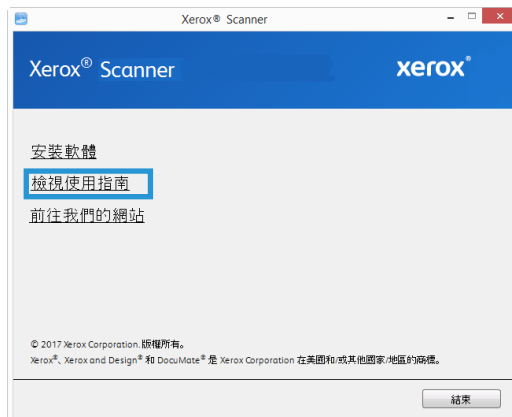 Xerox® Scanner
Xerox® Scanner
xerox®
安裝軟體
檢視使用指南
前往我們的網站
© 2017 Xerox Corporation. 版權所有。
Xerox®、Xerox and Design® 和 DocuMate® 是 Xerox Corporation 在美國和/或其他國家/地區的商標。
結束